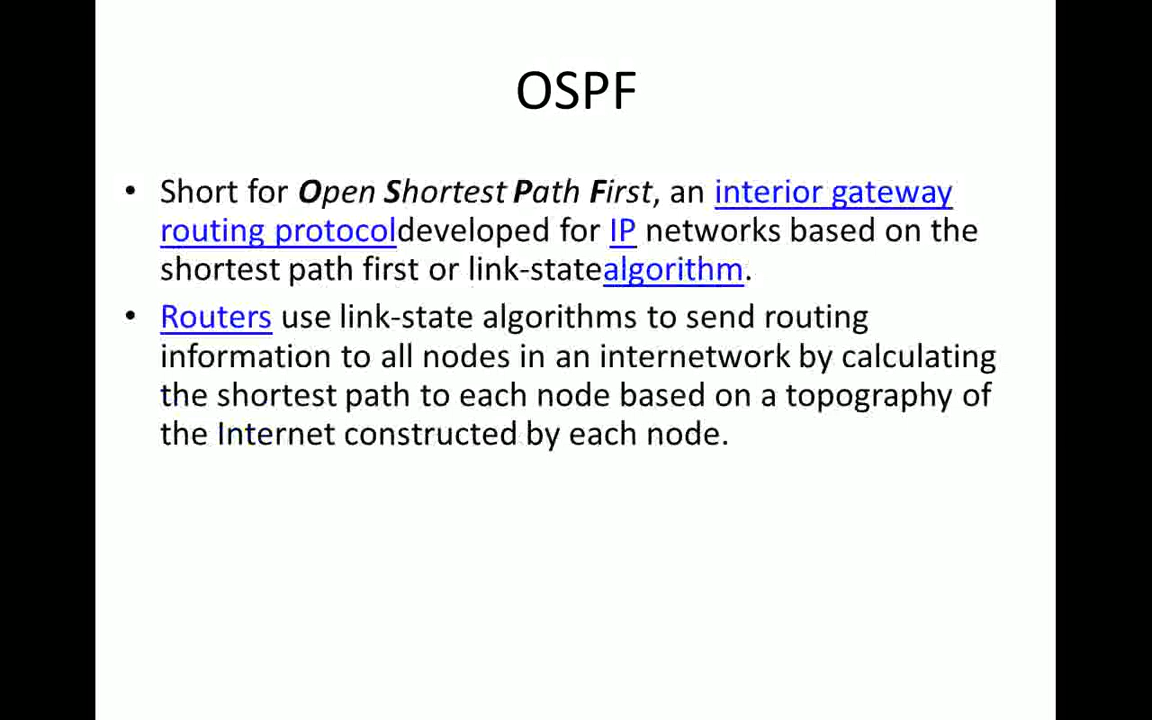 OSPF
• Short for Open Shortest Path First, an interior gateway
routing protocoldeveloped for IP networks based on the
shortest path first or link-statealgorithm.
• Routers use link-state algorithms to send routing
information to all nodes in an internetwork by calculating
the shortest path to each node based on a topography of
the Internet constructed by each node.